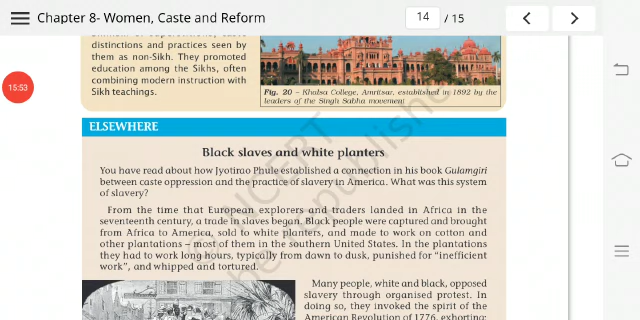 Chapter 8- Women, Caste and Reform
14 / 15
15:53
distinctions and practices seen by
them as non-Sikh. They promoted
education among the Sikhs, often
combining modern instruction with
Sikh teachings.
Fig. 20 – Khalsa College, Amritsar, established in 1892 by the
leaders of the Singh Sabha movement
ELSEWHERE
Black slaves and white planters
You have read about how Jyotirao Phule established a connection in his book Gulamgiri
between caste oppression and the practice of slavery in America. What was this system
of slavery?
From the time that European explorers and traders landed in Africa in the
seventeenth century, a trade in slaves began. Black people were captured and brought
from Africa to America, sold to white planters, and made to work on cotton and
other plantations – most of them in the southern United States. In the plantations
they had to work long hours, typically from dawn to dusk, punished for “inefficient
work”, and whipped and tortured.
Many people, white and black, opposed
slavery through organised protest. In
doing so, they invoked the spirit of the
American Revolution of 1776, exhorting:
© NCERT
be republished